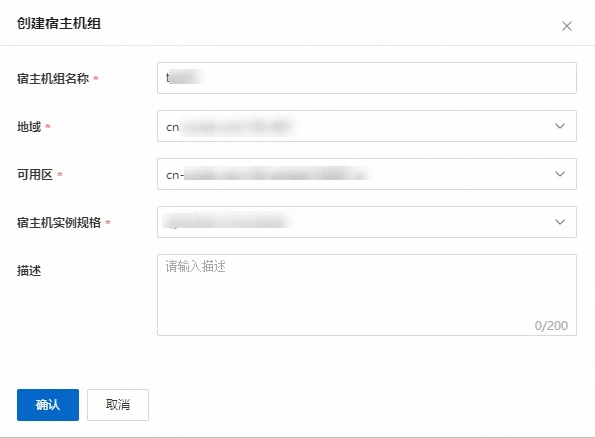 创建宿主机组
宿主机组名称 *
t
地域 *
cn
可用区 *
cn-
宿主机实例规格 *
描述
请输入描述
0/200
确认
取消